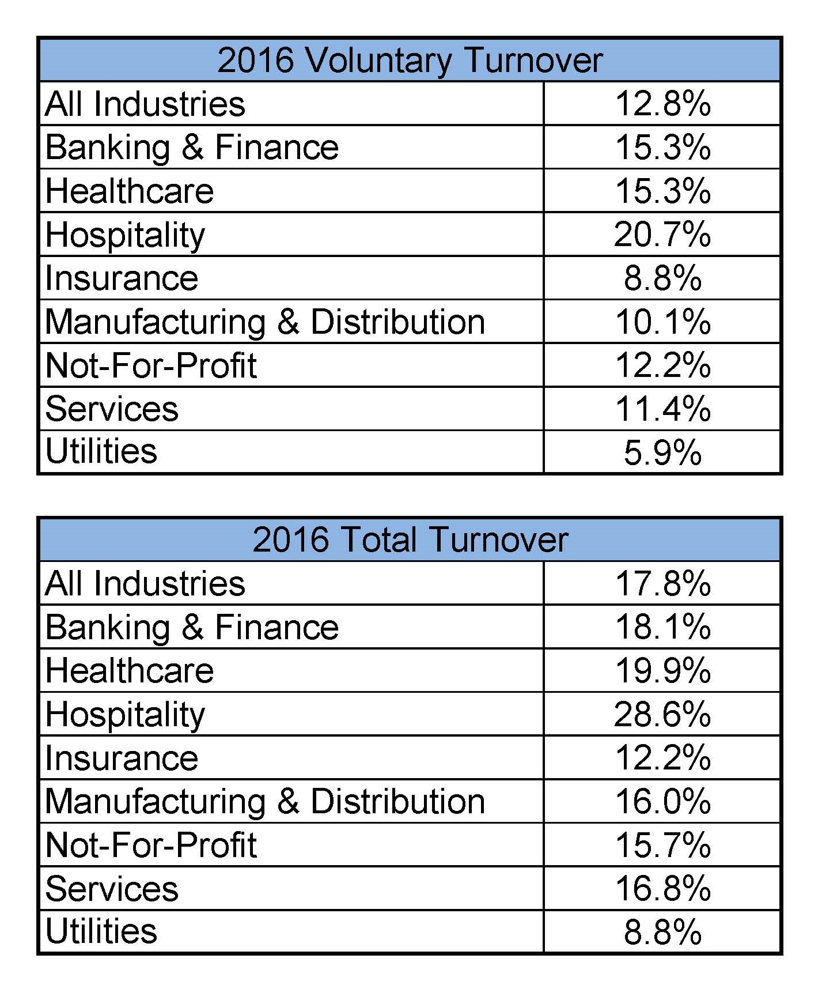 2016 Voluntary Turnover
All Industries 12.8%
Banking & Finance 15.3%
Healthcare 15.3%
Hospitality 20.7%
Insurance 8.8%
Manufacturing & Distribution 10.1%
Not-For-Profit 12.2%
Services 11.4%
Utilities 5.9%
2016 Total Turnover
All Industries 17.8%
Banking & Finance 18.1%
Healthcare 19.9%
Hospitality 28.6%
Insurance 12.2%
Manufacturing & Distribution 16.0%
Not-For-Profit 15.7%
Services 16.8%
Utilities 8.8%